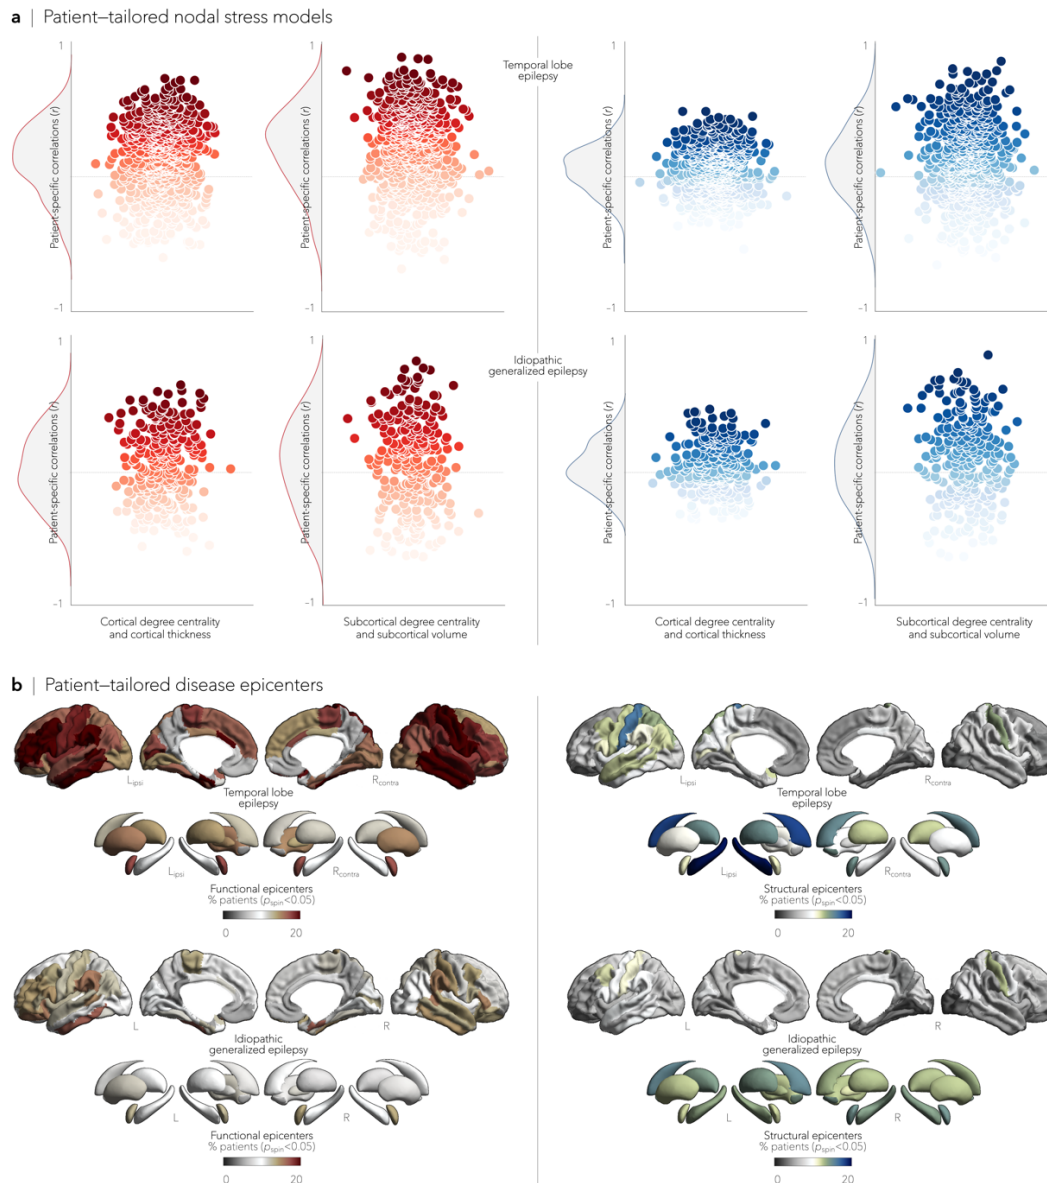 a | Patient–tailored nodal stress models
1
Patient-specific correlations (r)
–1
1
Patient-specific correlations (r)
–1
Temporal lobe
epilepsy
1
Patient-specific correlations (r)
–1
1
Patient-specific correlations (r)
–1
1
Patient-specific correlations (r)
–1
1
Patient-specific correlations (r)
–1
Idiopathic
generalized epilepsy
1
Patient-specific correlations (r)
–1
1
Patient-specific correlations (r)
–1
Cortical degree centrality
and cortical thickness
Subcortical degree centrality
and subcortical volume
Cortical degree centrality
and cortical thickness
Subcortical degree centrality
and subcortical volume
b | Patient–tailored disease epicenters
Lipsi
Rcontra
Temporal lobe
epilepsy
Lipsi
Rcontra
Functional epicenters
% patients (pspin<0.05)
0
20
Lipsi
Rcontra
Temporal lobe
epilepsy
Lipsi
Rcontra
Structural epicenters
% patients (pspin<0.05)
0
20
L
R
Idiopathic
generalized epilepsy
L
R
Functional epicenters
% patients (pspin<0.05)
0
20
L
R
Idiopathic
generalized epilepsy
L
R
Structural epicenters
% patients (pspin<0.05)
0
20